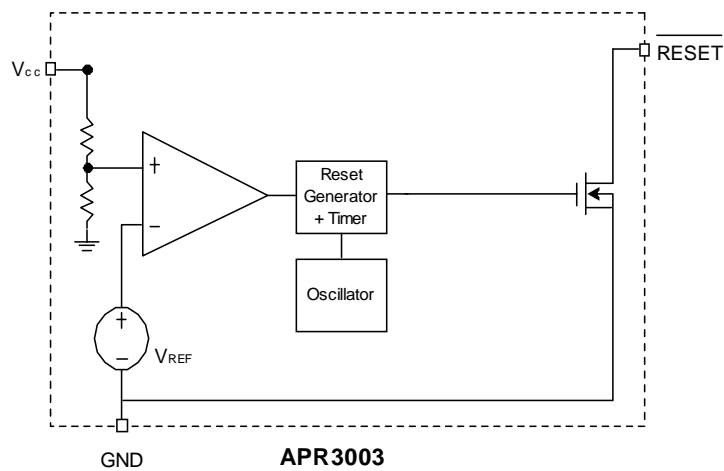 RESET
Vcc
+
−
Reset
Generator
+ Timer
Oscillator
+
−
VREF
GND
APR3003